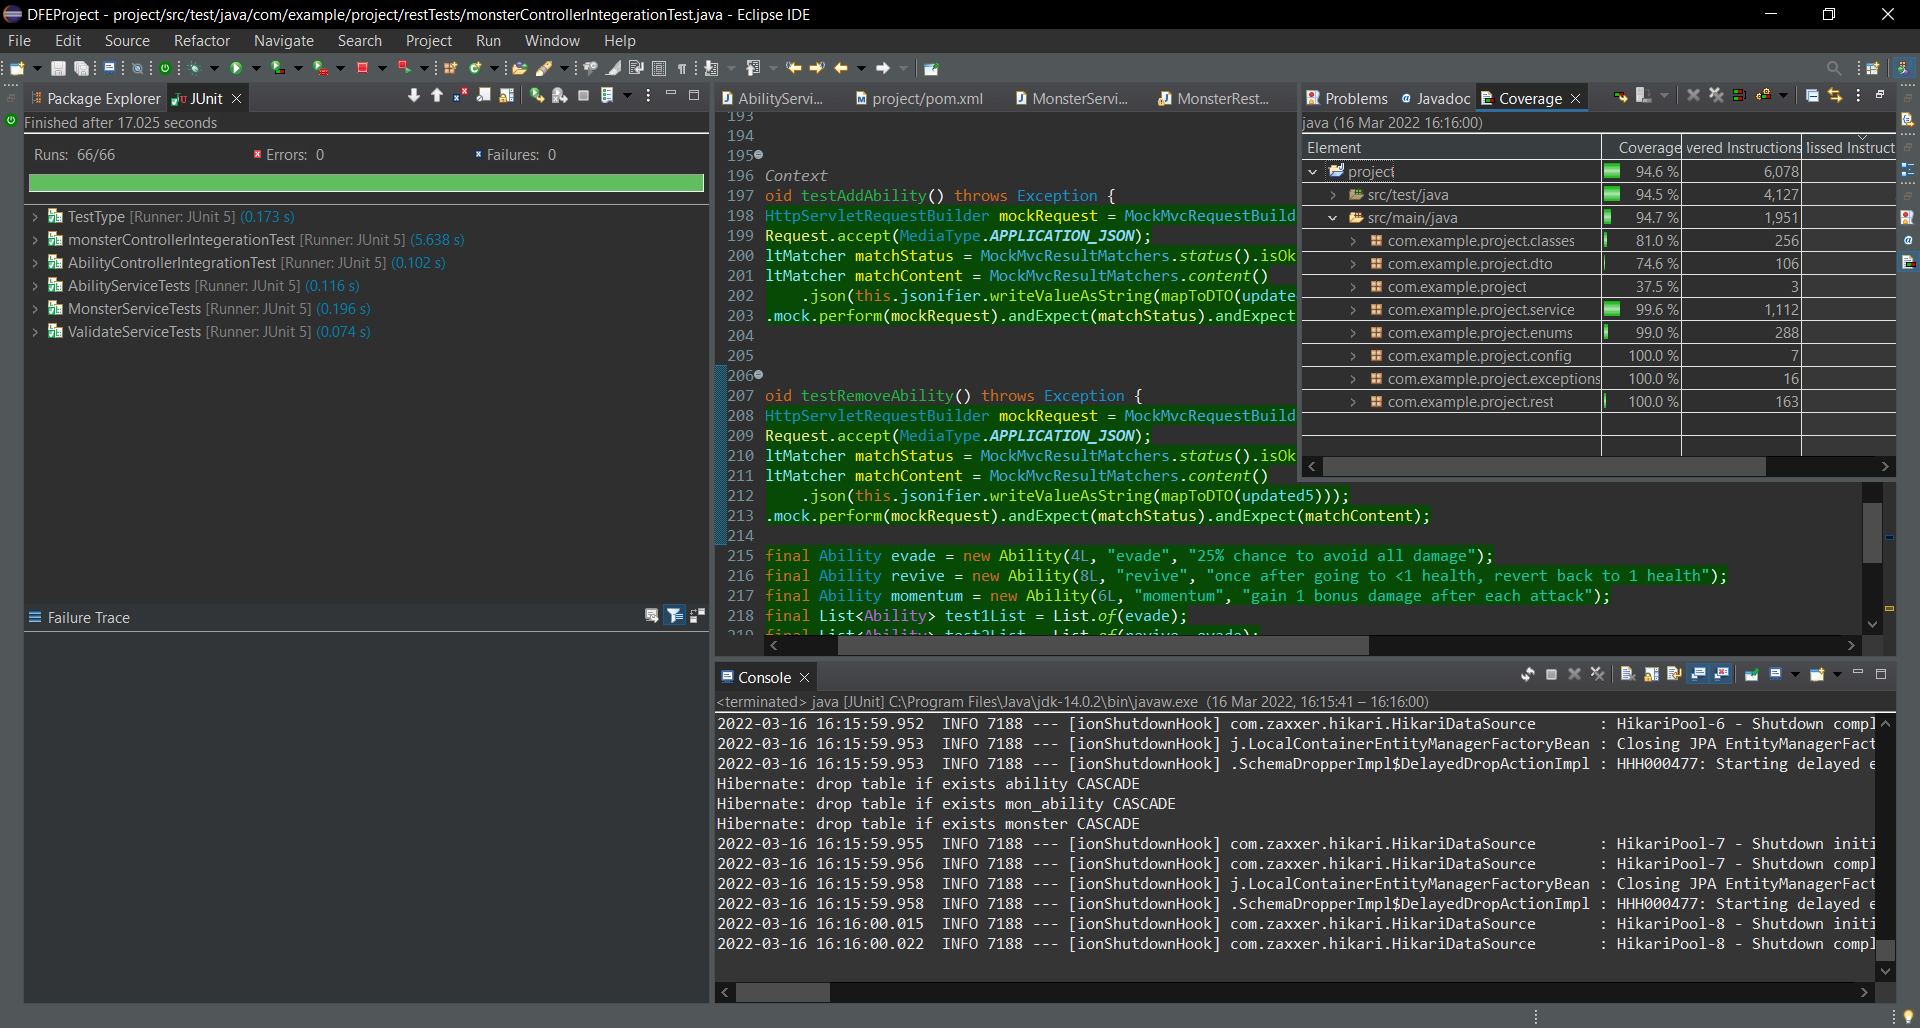 DFEProject - project/src/test/java/com/example/project/restTests/monsterControllerIntegerationTest.java - Eclipse IDE
File Edit Source Refactor Navigate Search Project Run Window Help
Package Explorer JUnit
Finished after 17.025 seconds
Runs: 66/66 Errors: 0 Failures: 0
TestType [Runner: JUnit 5] (0.173 s)
monsterControllerIntegerationTest [Runner: JUnit 5] (5.638 s)
AbilityControllerIntegrationTest [Runner: JUnit 5] (0.102 s)
AbilityServiceTests [Runner: JUnit 5] (0.116 s)
MonsterServiceTests [Runner: JUnit 5] (0.196 s)
ValidateServiceTests [Runner: JUnit 5] (0.074 s)
Failure Trace
AbilityServi... project/pom.xml MonsterServi... MonsterRest...
193
194
195
196 Context
197 oid testAddAbility() throws Exception {
198 HttpServletRequestBuilder mockRequest = MockMvcRequestBuild
199 Request.accept(MediaType.APPLICATION_JSON);
200 ltMatcher matchStatus = MockMvcResultMatchers.status().isOk
201 ltMatcher matchContent = MockMvcResultMatchers.content()
202 .json(this.jsonifier.writeValueAsString(mapToDTO(update
203 .mock.perform(mockRequest).andExpect(matchStatus).andExpect
204
205
206
207 oid testRemoveAbility() throws Exception {
208 HttpServletRequestBuilder mockRequest = MockMvcRequestBuild
209 Request.accept(MediaType.APPLICATION_JSON);
210 ltMatcher matchStatus = MockMvcResultMatchers.status().isOk
211 ltMatcher matchContent = MockMvcResultMatchers.content()
212 .json(this.jsonifier.writeValueAsString(mapToDTO(updated5)));
213 .mock.perform(mockRequest).andExpect(matchStatus).andExpect(matchContent);
214
215 final Ability evade = new Ability(4L, "evade", "25% chance to avoid all damage");
216 final Ability revive = new Ability(8L, "revive", "once after going to <1 health, revert back to 1 health");
217 final Ability momentum = new Ability(6L, "momentum", "gain 1 bonus damage after each attack");
218 final List<Ability> test1List = List.of(evade);
219 final List<Ability> test2List = List.of(revive, evade);
Problems Javadoc Coverage
java (16 Mar 2022 16:16:00)
Element Coverage vered Instructions lissed Instruct
project 94.6 % 6,078
src/test/java 94.5 % 4,127
src/main/java 94.7 % 1,951
com.example.project.classes 81.0 % 256
com.example.project.dto 74.6 % 106
com.example.project 37.5 % 3
com.example.project.service 99.6 % 1,112
com.example.project.enums 99.0 % 288
com.example.project.config 100.0 % 7
com.example.project.exceptions 100.0 % 16
com.example.project.rest 100.0 % 163
Console
<terminated> java [JUnit] C:\Program Files\Java\jdk-14.0.2\bin\javaw.exe (16 Mar 2022, 16:15:41 – 16:16:00)
2022-03-16 16:15:59.952 INFO 7188 --- [ionShutdownHook] com.zaxxer.hikari.HikariDataSource : HikariPool-6 - Shutdown compl
2022-03-16 16:15:59.953 INFO 7188 --- [ionShutdownHook] j.LocalContainerEntityManagerFactoryBean : Closing JPA EntityManagerFact
2022-03-16 16:15:59.953 INFO 7188 --- [ionShutdownHook] .SchemaDropperImpl$DelayedDropActionImpl : HHH000477: Starting delayed e
Hibernate: drop table if exists ability CASCADE
Hibernate: drop table if exists mon_ability CASCADE
Hibernate: drop table if exists monster CASCADE
2022-03-16 16:15:59.955 INFO 7188 --- [ionShutdownHook] com.zaxxer.hikari.HikariDataSource : HikariPool-7 - Shutdown initi
2022-03-16 16:15:59.956 INFO 7188 --- [ionShutdownHook] com.zaxxer.hikari.HikariDataSource : HikariPool-7 - Shutdown compl
2022-03-16 16:15:59.958 INFO 7188 --- [ionShutdownHook] j.LocalContainerEntityManagerFactoryBean : Closing JPA EntityManagerFact
2022-03-16 16:15:59.958 INFO 7188 --- [ionShutdownHook] .SchemaDropperImpl$DelayedDropActionImpl : HHH000477: Starting delayed e
2022-03-16 16:16:00.015 INFO 7188 --- [ionShutdownHook] com.zaxxer.hikari.HikariDataSource : HikariPool-8 - Shutdown initi
2022-03-16 16:16:00.022 INFO 7188 --- [ionShutdownHook] com.zaxxer.hikari.HikariDataSource : HikariPool-8 - Shutdown compl